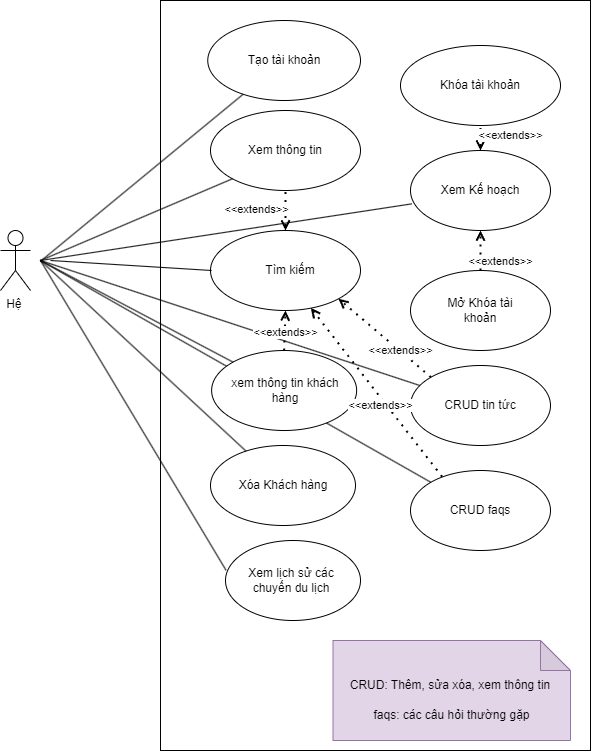 Tạo tài khoản
Khóa tài khoản
<<extends>>
Xem thông tin
Xem Kế hoạch
<<extends>>
Hệ
Tìm kiếm
<<extends>>
Mở Khóa tài
khoản
<<extends>>
<<extends>>
xem thông tin khách
hàng
<<extends>>
CRUD tin tức
Xóa Khách hàng
CRUD faqs
Xem lịch sử các
chuyến du lịch
CRUD: Thêm, sửa xóa, xem thông tin
faqs: các câu hỏi thường gặp